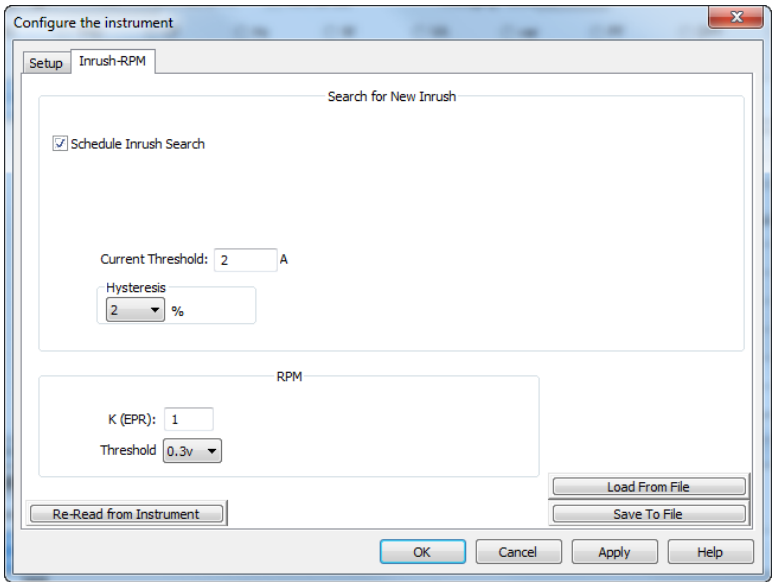 Configure the instrument
Setup Inrush-RPM
Search for New Inrush
Schedule Inrush Search
Current Threshold: 2 A
Hysteresis
2 %
RPM
K (EPR): 1
Threshold 0.3v
Load From File
Re-Read from Instrument Save To File
OK Cancel Apply Help